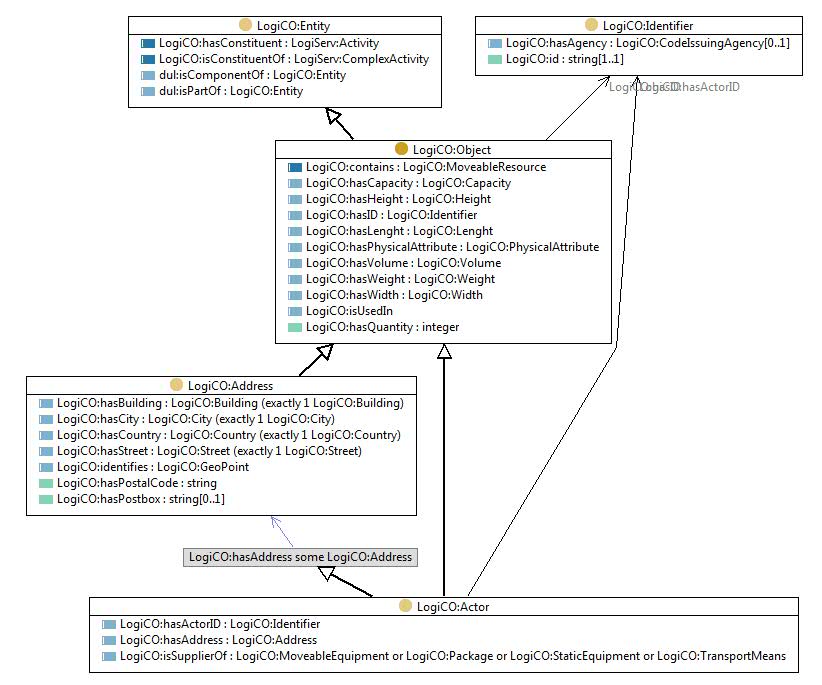 LogiCO:Entity
LogiCO:hasConstituent : LogiServ:Activity
LogiCO:isConstituentOf : LogiServ:ComplexActivity
dul:isComponentOf : LogiCO:Entity
dul:isPartOf : LogiCO:Entity
LogiCO:Identifier
LogiCO:hasAgency : LogiCO:CodeIssuingAgency[0..1]
LogiCO:id : string[1..1]
LogiCO:hasActorID
LogiCO:Object
LogiCO:contains : LogiCO:MoveableResource
LogiCO:hasCapacity : LogiCO:Capacity
LogiCO:hasHeight : LogiCO:Height
LogiCO:hasID : LogiCO:Identifier
LogiCO:hasLenght : LogiCO:Lenght
LogiCO:hasPhysicalAttribute : LogiCO:PhysicalAttribute
LogiCO:hasVolume : LogiCO:Volume
LogiCO:hasWeight : LogiCO:Weight
LogiCO:hasWidth : LogiCO:Width
LogiCO:isUsedIn
LogiCO:hasQuantity : integer
LogiCO:Address
LogiCO:hasBuilding : LogiCO:Building (exactly 1 LogiCO:Building)
LogiCO:hasCity : LogiCO:City (exactly 1 LogiCO:City)
LogiCO:hasCountry : LogiCO:Country (exactly 1 LogiCO:Country)
LogiCO:hasStreet : LogiCO:Street (exactly 1 LogiCO:Street)
LogiCO:identifies : LogiCO:GeoPoint
LogiCO:hasPostalCode : string
LogiCO:hasPostbox : string[0..1]
LogiCO:hasAddress some LogiCO:Address
LogiCO:Actor
LogiCO:hasActorID : LogiCO:Identifier
LogiCO:hasAddress : LogiCO:Address
LogiCO:isSupplierOf : LogiCO:MoveableEquipment or LogiCO:Package or LogiCO:StaticEquipment or LogiCO:TransportMeans